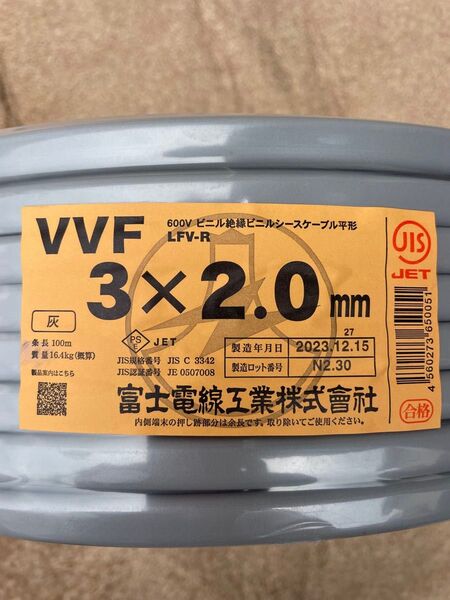 VVF
600V ビニル絶縁ビニルシースケーブル平形
LFV-R
JIS
JET
3×2.0mm
灰
条 長 100m
質 量 16.4kg(概算)
製品案内はこちら
PS
E
JET
JIS規格番号 JIS C 3342
JIS認証番号 JE 0507008
27
製造年月日 2023.12.15
製造ロット番号 N2.30
富士電線工業株式會社
内側端末の押し跡部分は余長です。取り除いてご使用ください。
4560273650051
合格